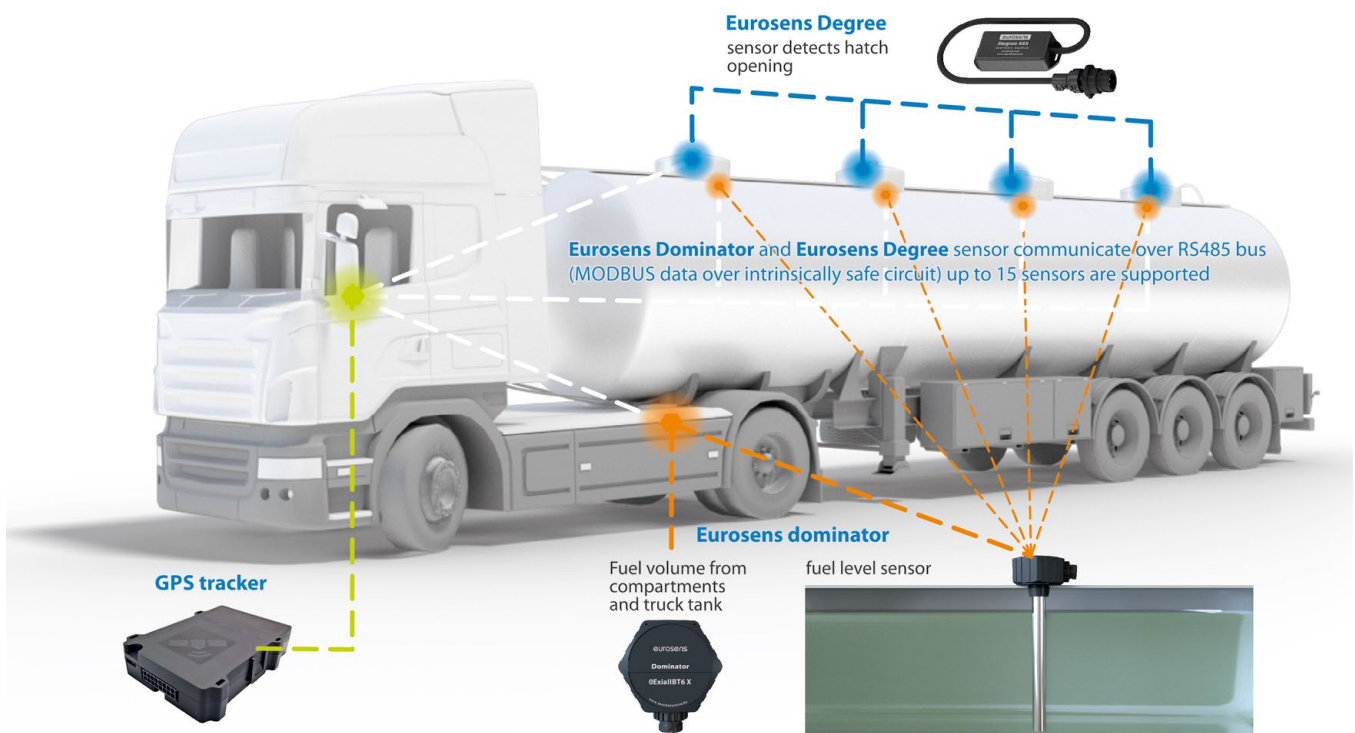 Eurosens Degree
sensor detects hatch
opening
eurosens
Degree 485
Eurosens Dominator and Eurosens Degree sensor communicate over RS485 bus
(MODBUS data over intrinsically safe circuit) up to 15 sensors are supported
Eurosens dominator
Fuel volume from
compartments
and truck tank
fuel level sensor
GPS tracker
eurosens
Dominator
0ExiaIIBT6 X